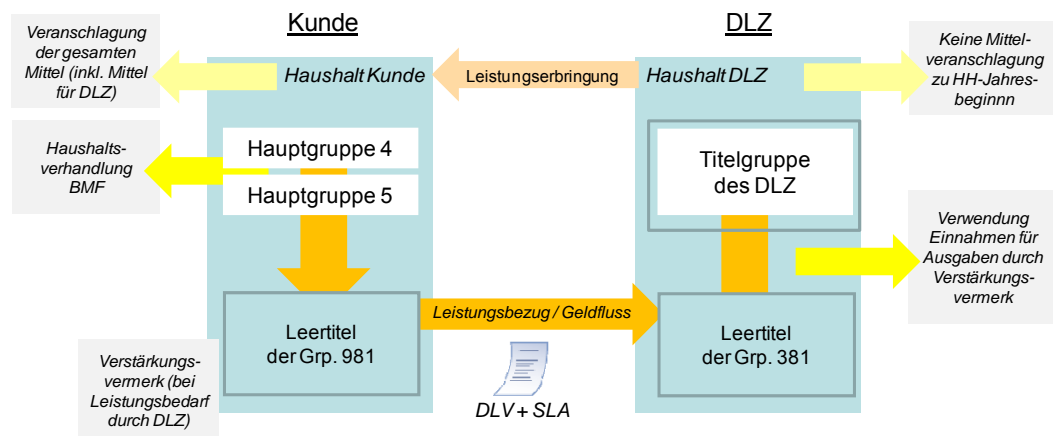 Kunde
DLZ
Veranschlagung
der gesamten
Mittel (inkl. Mittel
für DLZ)
Haushalt Kunde
Leistungserbringung
Haushalt DLZ
Keine Mittel-
veranschlagung
zu HH-Jahres-
beginnn
Haushalts-
verhandlung
BMF
Hauptgruppe 4
Hauptgruppe 5
Titelgruppe
des DLZ
Verwendung
Einnahmen für
Ausgaben durch
Verstärkungs-
vermerk
Leertitel
der Grp. 981
Leistungsbezug / Geldfluss
Leertitel
der Grp. 381
Verstärkungs-
vermerk (bei
Leistungsbedarf
durch DLZ)
DLV + SLA